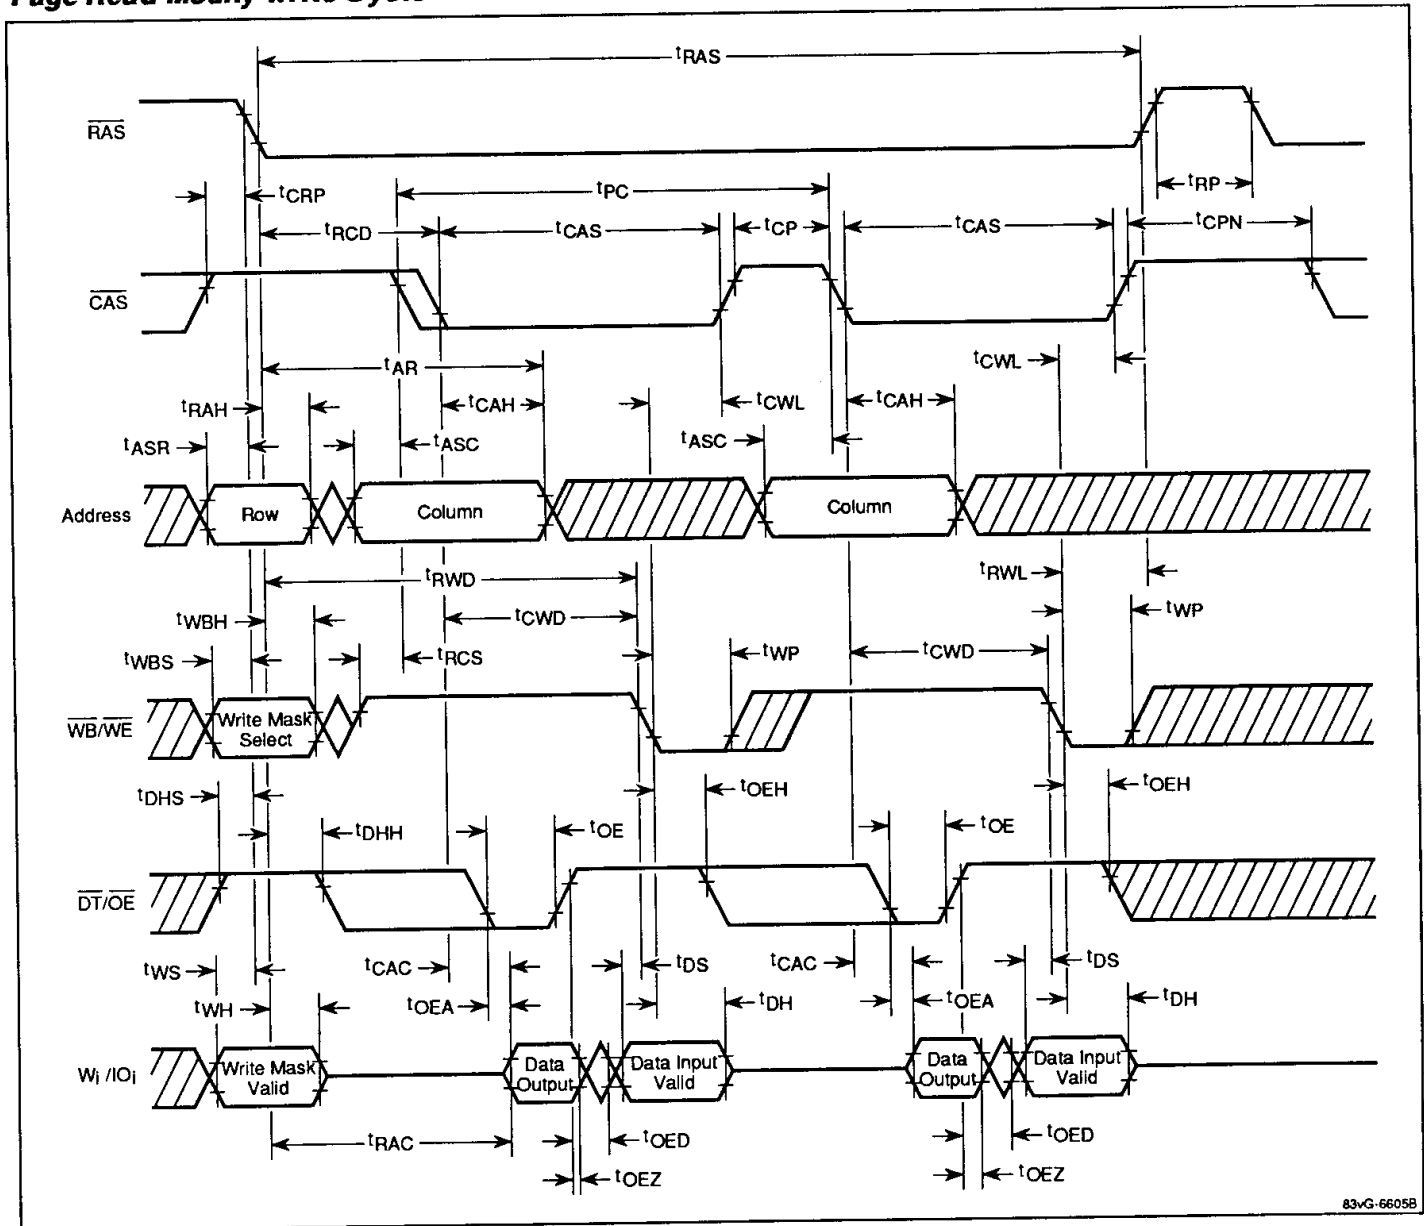 Page Read-Modify-Write Cycle
tRAS
RAS
tCRP
tPC
tRP
tRCD
tCAS
tCP
tCAS
tCPN
CAS
tAR
tCWL
tRAH
tCAH
tCWL
tCAH
tASR
tASC
tASC
Address
Row
Column
Column
tRWD
tRWL
tWBH
tCWD
tWP
tWBS
tRCS
tWP
tCWD
WB/WE
Write Mask
Select
tDHS
tOEH
tOEH
tDHH
tOE
tOE
DT/OE
tWS
tCAC
tDS
tCAC
tDS
tWH
tOEA
tDH
tOEA
tDH
Wi /IOi
Write Mask
Valid
Data
Output
Data Input
Valid
Data
Output
Data Input
Valid
tRAC
tOED
tOED
tOEZ
tOEZ
83vG-6605B